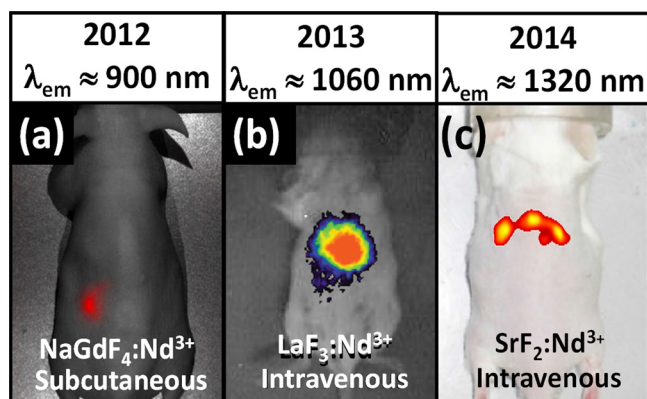 2012
λem ≈ 900 nm
2013
λem ≈ 1060 nm
2014
λem ≈ 1320 nm
(a)
NaGdF₄:Nd³⁺
Subcutaneous
(b)
LaF₃:Nd³⁺
Intravenous
(c)
SrF₂:Nd³⁺
Intravenous